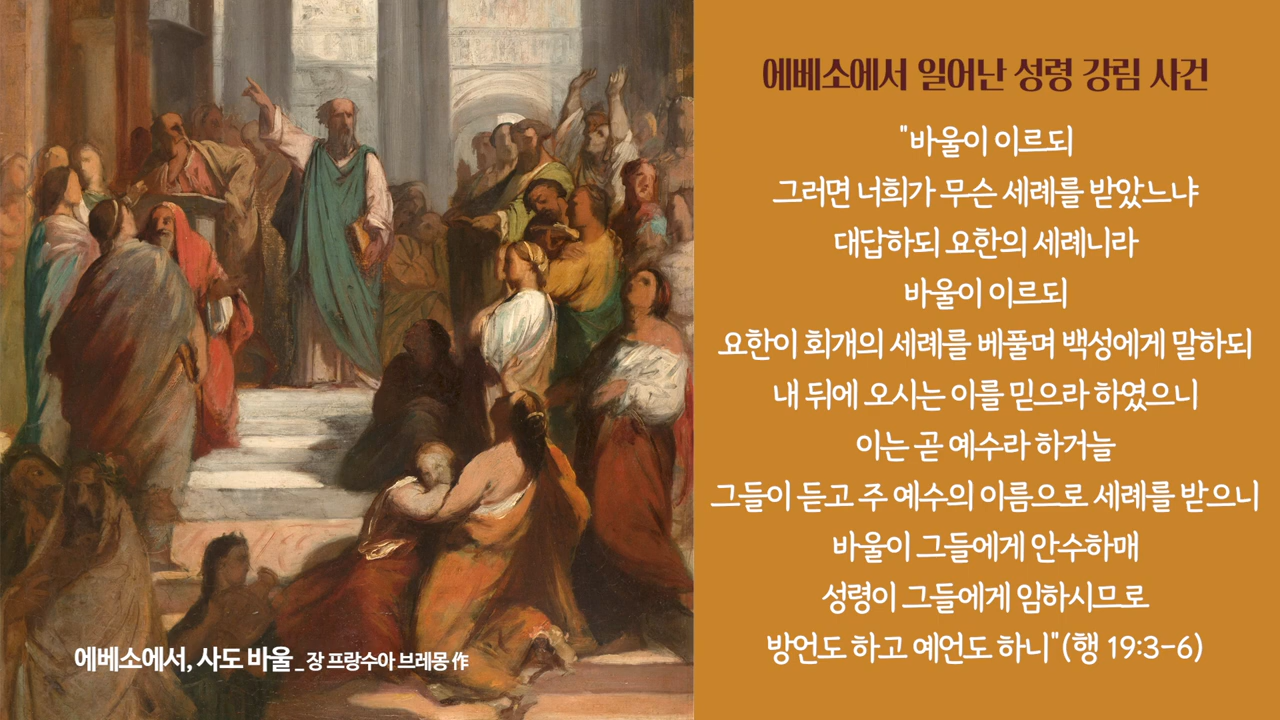 에베소에서 일어난 성령 강림 사건
"바울이 이르되
그러면 너희가 무슨 세례를 받았느냐
대답하되 요한의 세례니라
바울이 이르되
요한이 회개의 세례를 베풀며 백성에게 말하되
내 뒤에 오시는 이를 믿으라 하였으니
이는 곧 예수라 하거늘
그들이 듣고 주 예수의 이름으로 세례를 받으니
바울이 그들에게 안수하매
성령이 그들에게 임하시므로
방언도 하고 예언도 하니"(행 19:3-6)
에베소에서, 사도 바울_ 장 프랑수아 브레몽 作